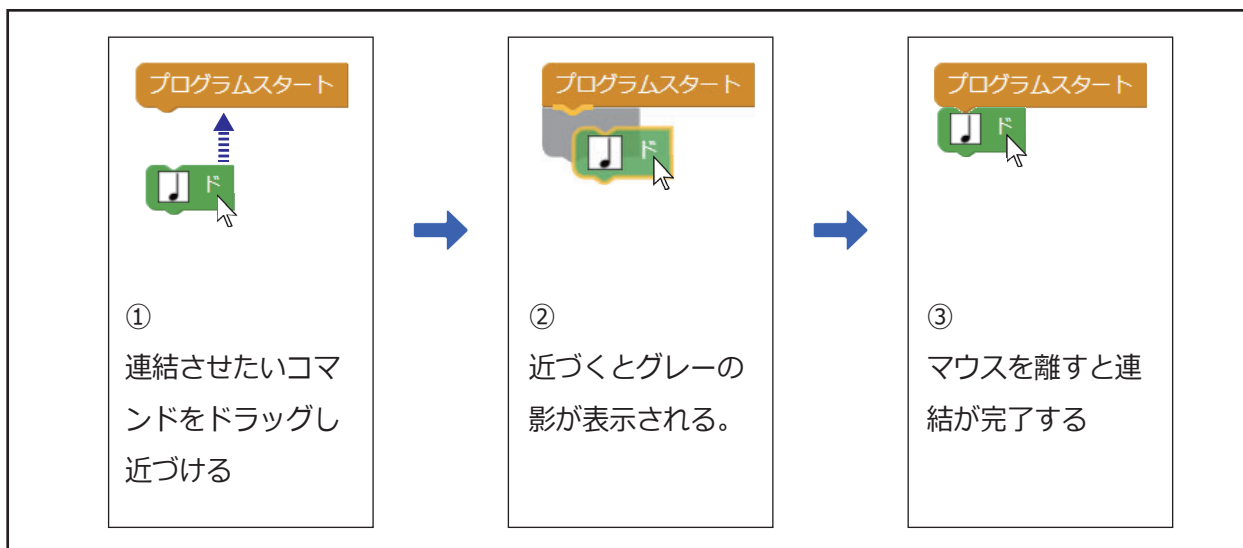 プログラムスタート
ド
①
連結させたいコマ
ンドをドラッグし
近づける
プログラムスタート
ド
②
近づくとグレーの
影が表示される。
プログラムスタート
ド
③
マウスを離すと連
結が完了する